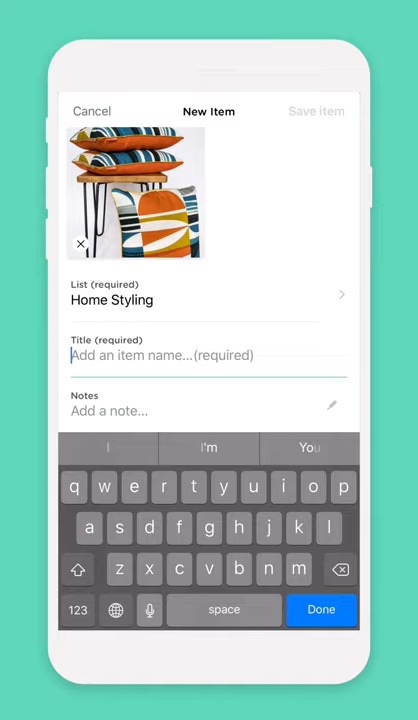 Cancel New Item Save item
List (required)
Home Styling
Title (required)
Add an item name...(required)
Notes
Add a note...
I I'm You
q w e r t y u i o p
a s d f g h j k l
z x c v b n m
123 space Done